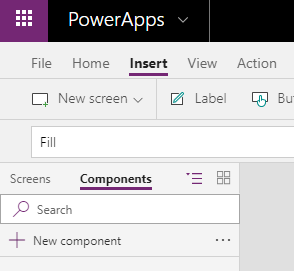 PowerApps
File Home Insert View Action
New screen Label Bu
Fill
Screens Components
Search
New component